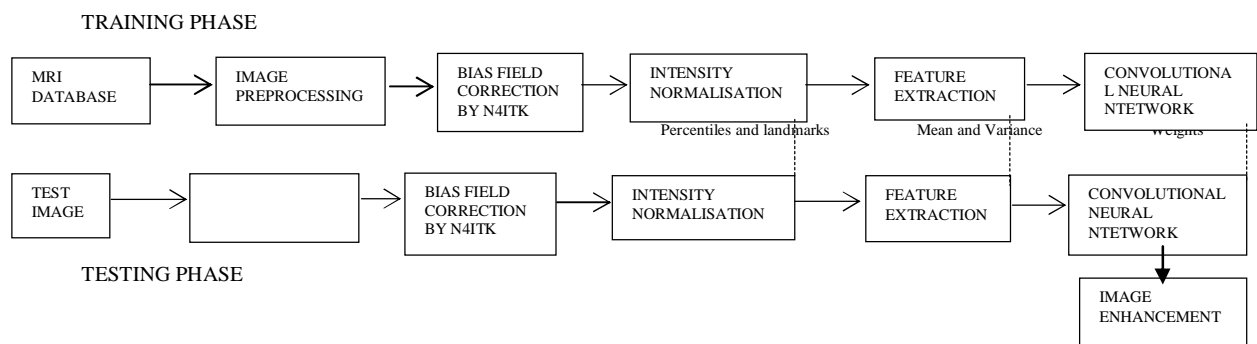 TRAINING PHASE
MRI
DATABASE
IMAGE
PREPROCESSING
BIAS FIELD
CORRECTION
BY N4ITK
INTENSITY
NORMALISATION
FEATURE
EXTRACTION
CONVOLUTIONA
L NEURAL
NTETWORK
Percentiles and landmarks
Mean and Variance
Weights
TEST
IMAGE
BIAS FIELD
CORRECTION
BY N4ITK
INTENSITY
NORMALISATION
FEATURE
EXTRACTION
CONVOLUTIONAL
NEURAL
NTETWORK
TESTING PHASE
IMAGE
ENHANCEMENT